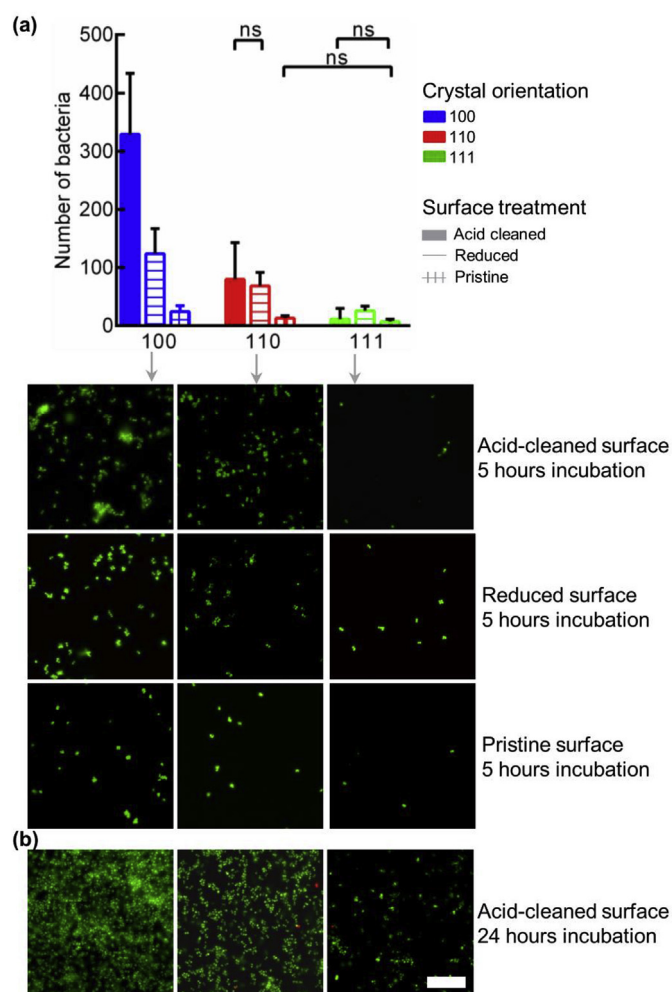 (a)
500
400
300
200
100
0
Number of bacteria
ns
ns
ns
100
110
111
Crystal orientation
100
110
111
Surface treatment
Acid cleaned
Reduced
Pristine
Acid-cleaned surface
5 hours incubation
Reduced surface
5 hours incubation
Pristine surface
5 hours incubation
(b)
Acid-cleaned surface
24 hours incubation